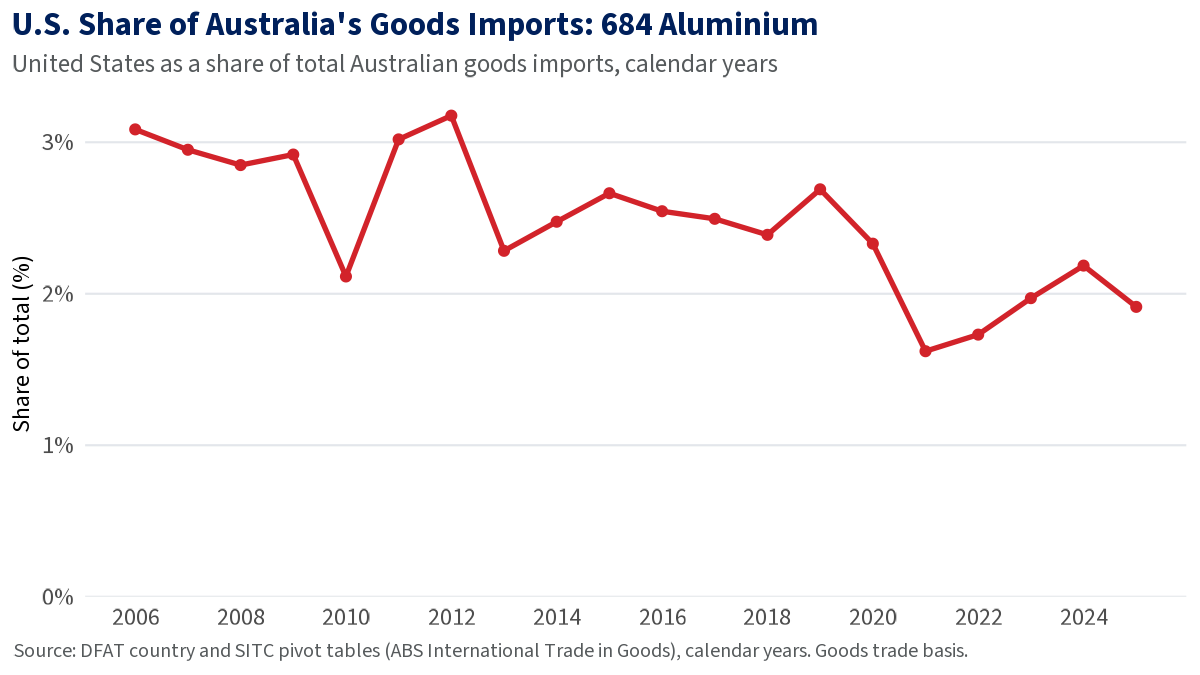 U.S. Share of Australia's Goods Imports: 684 Aluminium
United States as a share of total Australian goods imports, calendar years
Share of total (%)
3%
2%
1%
0%
2006 2008 2010 2012 2014 2016 2018 2020 2022 2024
Source: DFAT country and SITC pivot tables (ABS International Trade in Goods), calendar years. Goods trade basis.